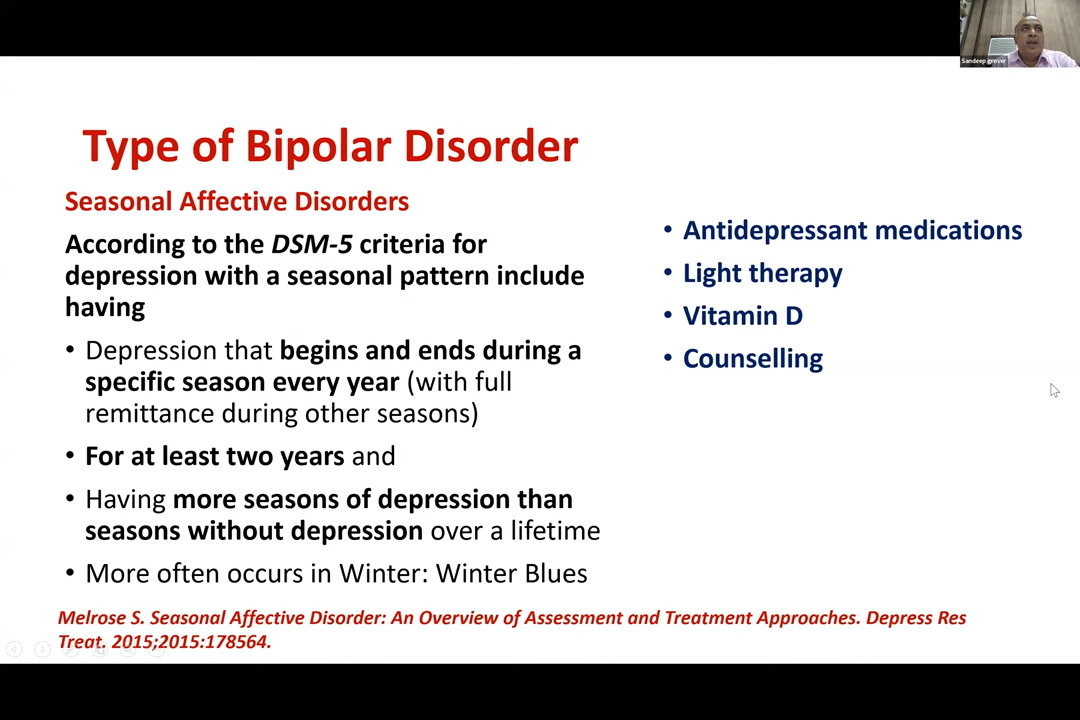 Sandeep grover
Type of Bipolar Disorder
Seasonal Affective Disorders
According to the DSM-5 criteria for
depression with a seasonal pattern include
having
• Depression that begins and ends during a
specific season every year (with full
remittance during other seasons)
• For at least two years and
• Having more seasons of depression than
seasons without depression over a lifetime
• More often occurs in Winter: Winter Blues
• Antidepressant medications
• Light therapy
• Vitamin D
• Counselling
Melrose S. Seasonal Affective Disorder: An Overview of Assessment and Treatment Approaches. Depress Res
Treat. 2015;2015:178564.